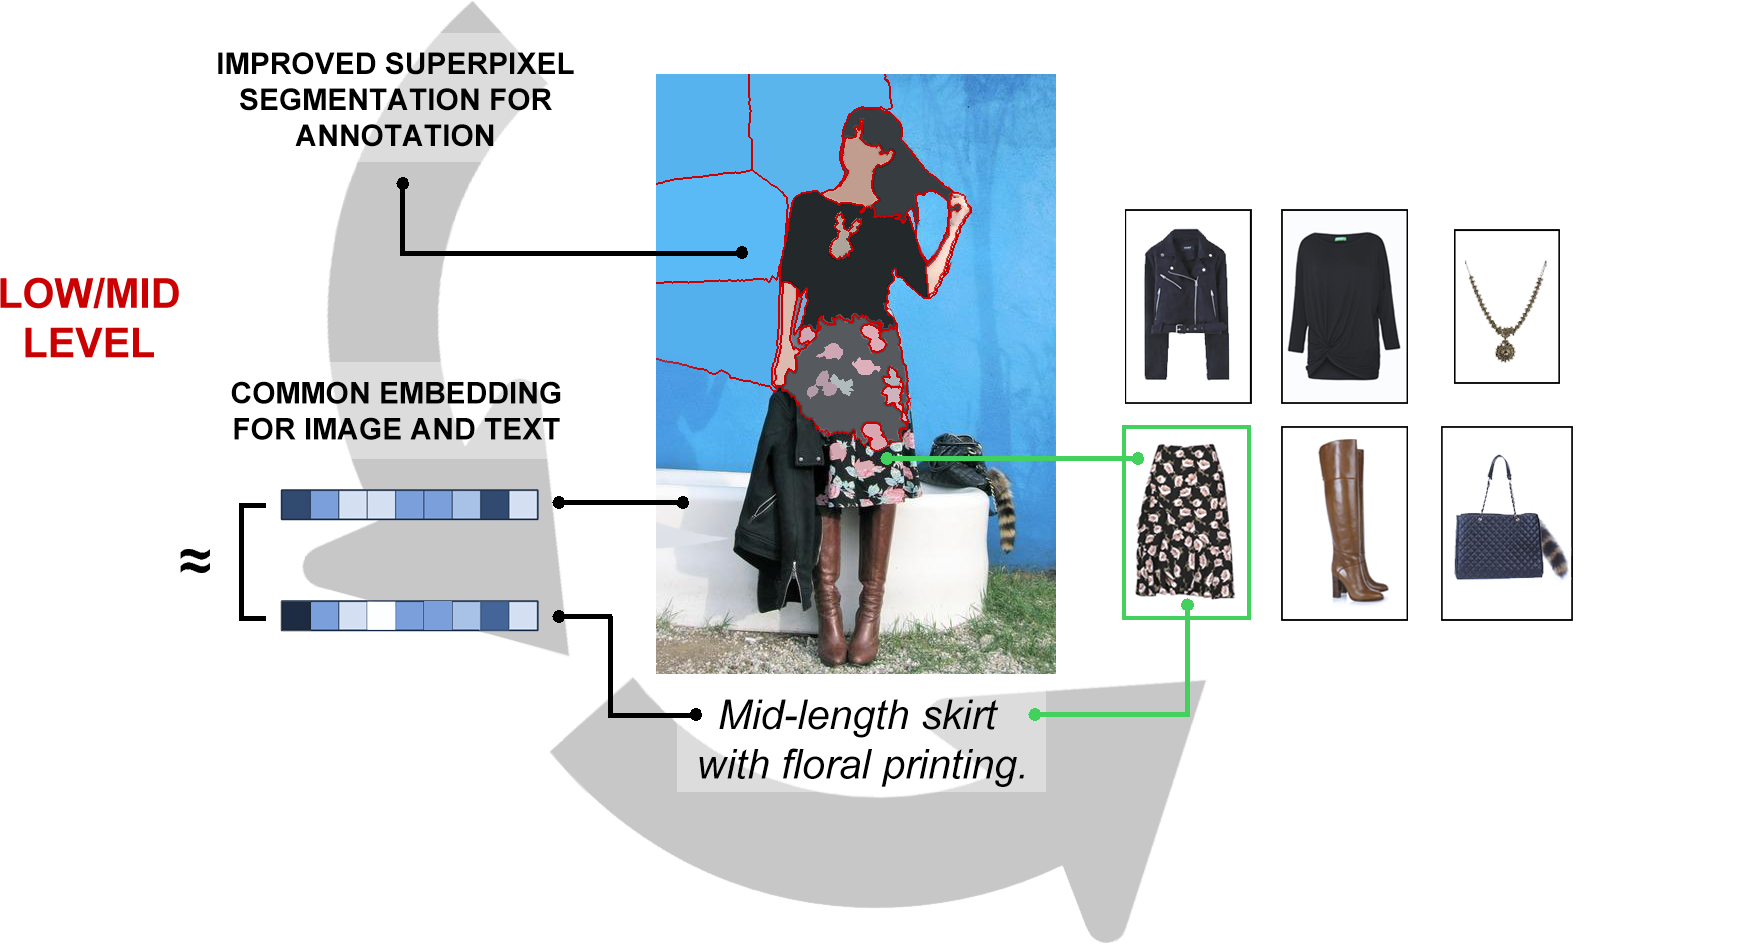 IMPROVED SUPERPIXEL
SEGMENTATION FOR
ANNOTATION
LOW/MID
LEVEL
COMMON EMBEDDING
FOR IMAGE AND TEXT
≈
Mid-length skirt
with floral printing.